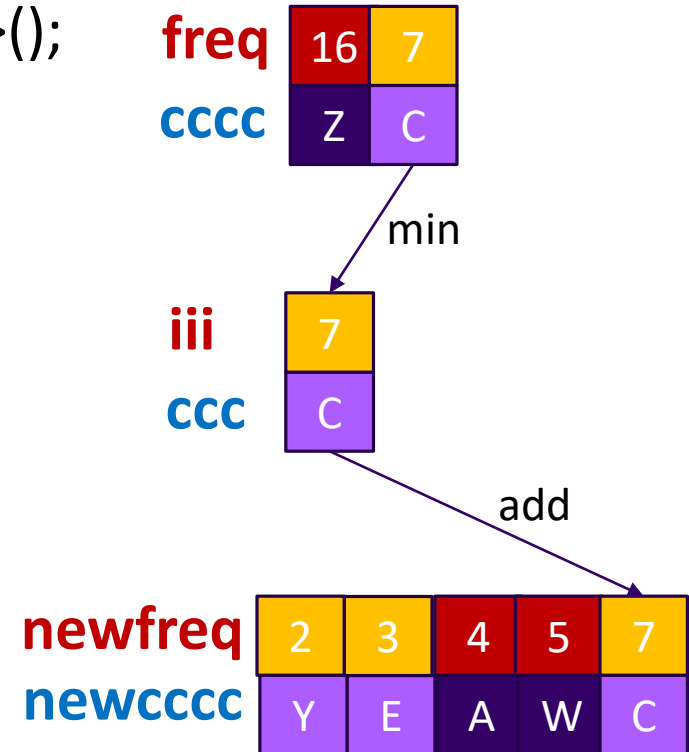 >();
freq 16 7
cccc Z C
min
iii 7
ccc C
add
newfreq 2 3 4 5 7
newcccc Y E A W C